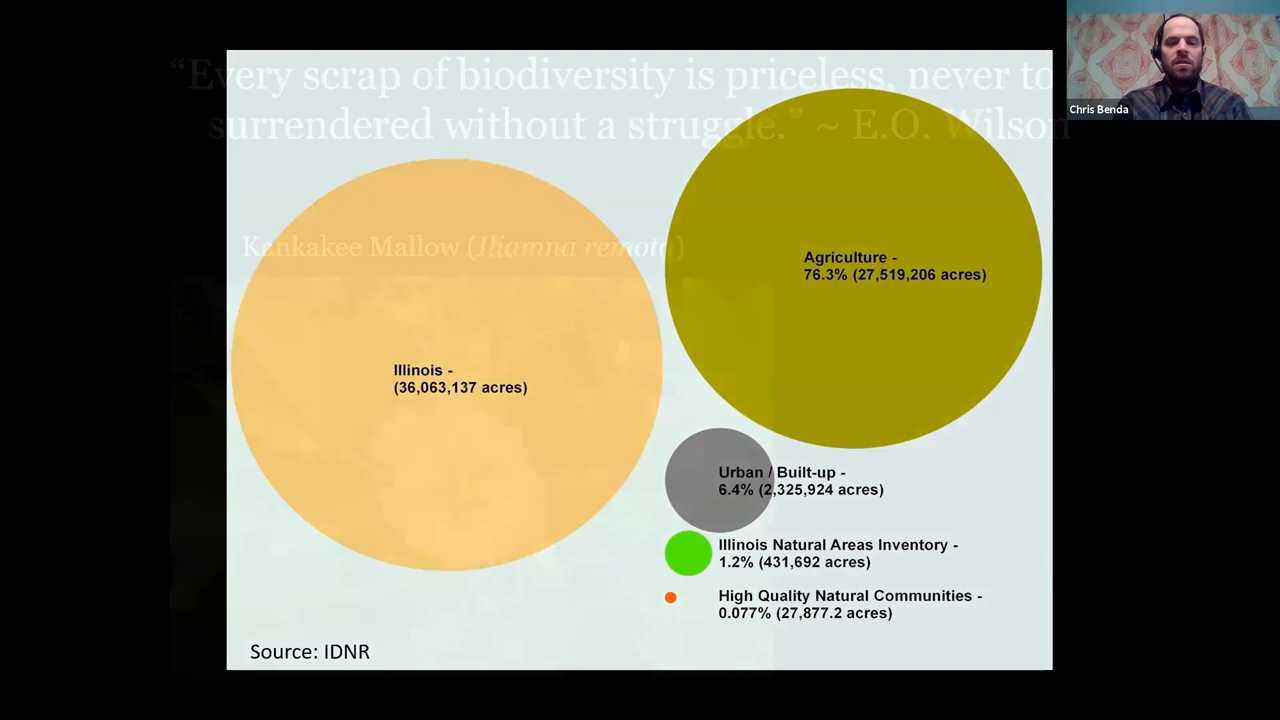 “Every scrap of biodiversity is priceless, never to
surrendered without a struggle.” ~ E.O. Wilson
Chris Benda
Kankakee Mallow (Iliamna remota)
Agriculture -
76.3% (27,519,206 acres)
Illinois -
(36,063,137 acres)
Urban / Built-up -
6.4% (2,325,924 acres)
Illinois Natural Areas Inventory -
1.2% (431,692 acres)
High Quality Natural Communities -
0.077% (27,877.2 acres)
Source: IDNR